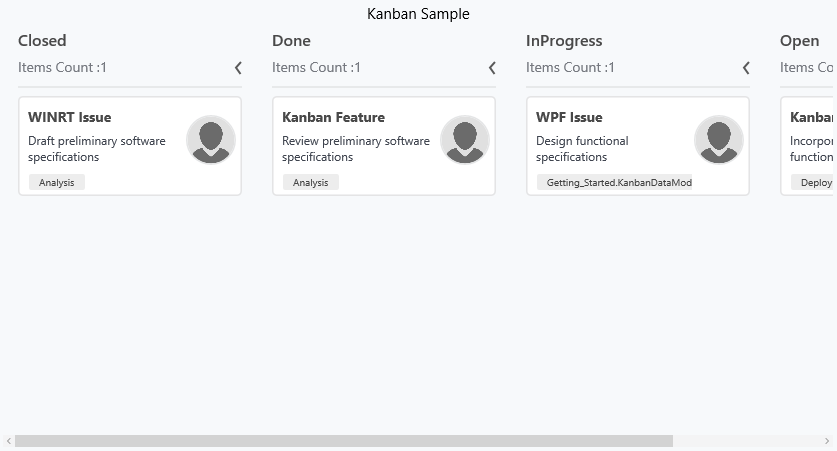 Kanban Sample
Closed
Done
InProgress
Open
Items Count :1
Items Count :1
Items Count :1
Items Co
WINRT Issue
Draft preliminary software
specifications
Analysis
Kanban Feature
Review preliminary software
specifications
Analysis
WPF Issue
Design functional
specifications
Getting_Started.KanbanDataMod
Kanba
Incorpor
function
Deploy